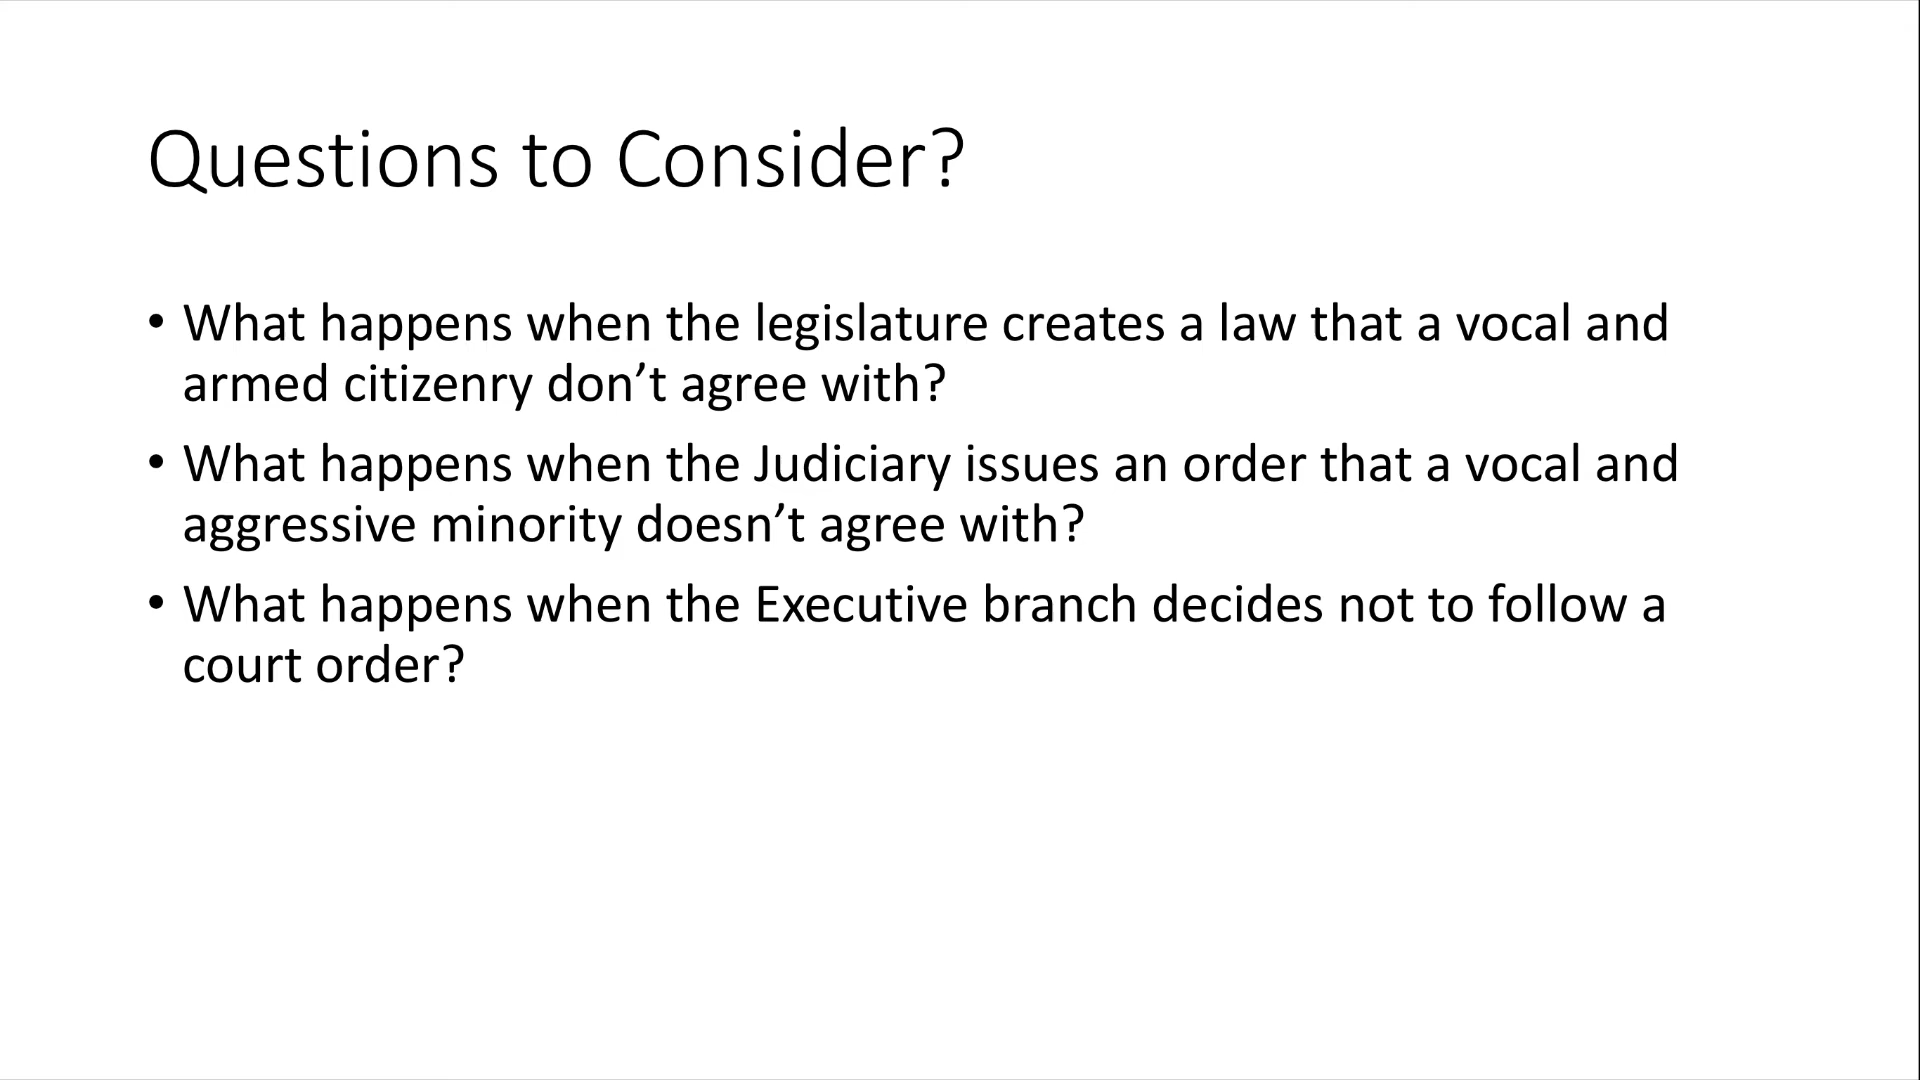 Questions to Consider?
• What happens when the legislature creates a law that a vocal and
armed citizenry don’t agree with?
• What happens when the Judiciary issues an order that a vocal and
aggressive minority doesn’t agree with?
• What happens when the Executive branch decides not to follow a
court order?